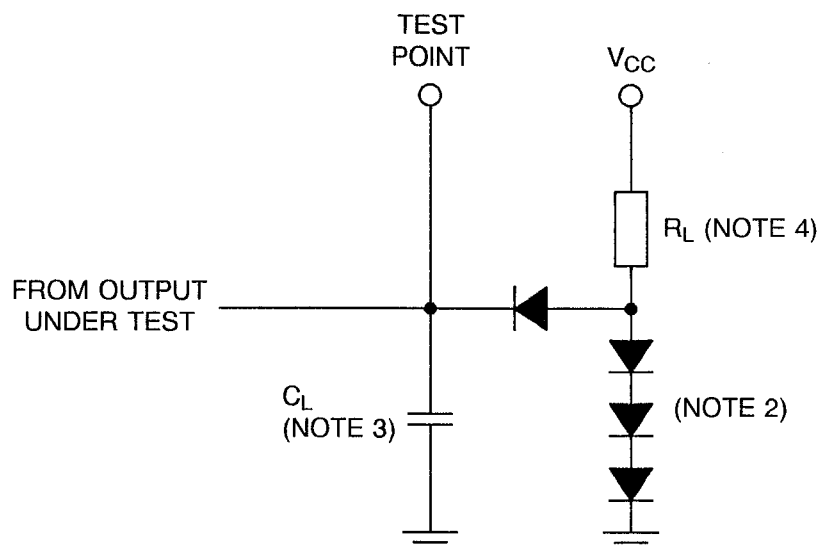 TEST
POINT
VCC
RL (NOTE 4)
FROM OUTPUT
UNDER TEST
CL
(NOTE 3)
(NOTE 2)